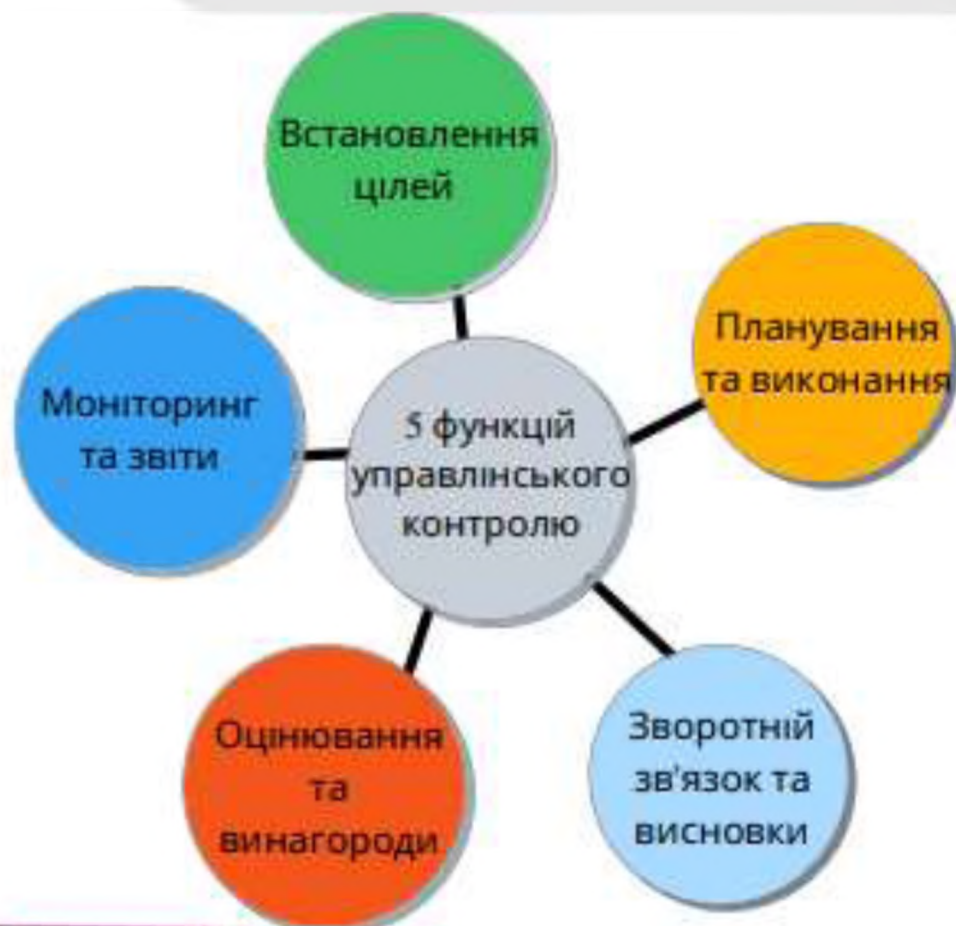 Встановлення
цілей
Планування
та виконання
Моніторинг
та звіти
5 функцій
управлінського
контролю
Оцінювання
та
винагороди
Зворотній
зв'язок та
висновки